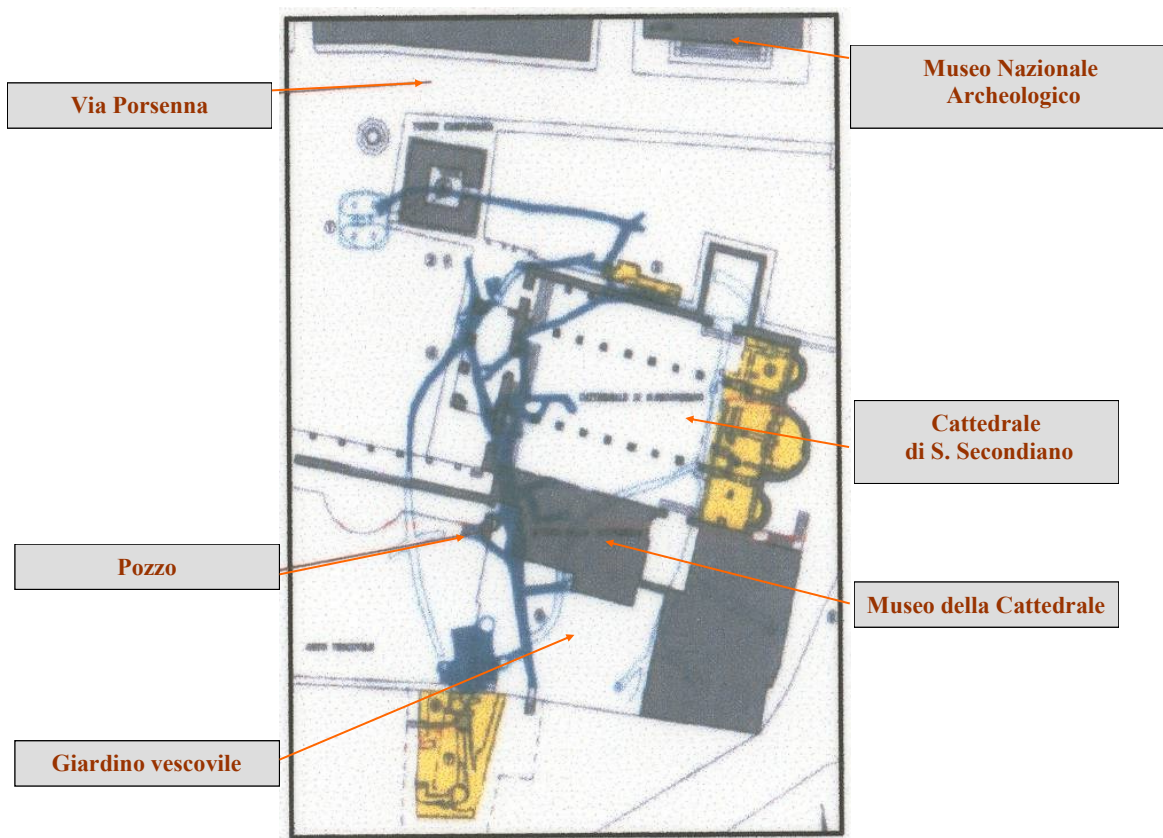 Via Porsenna
Museo Nazionale
Archeologico
Cattedrale
di S. Secondiano
Pozzo
Museo della Cattedrale
Giardino vescovile